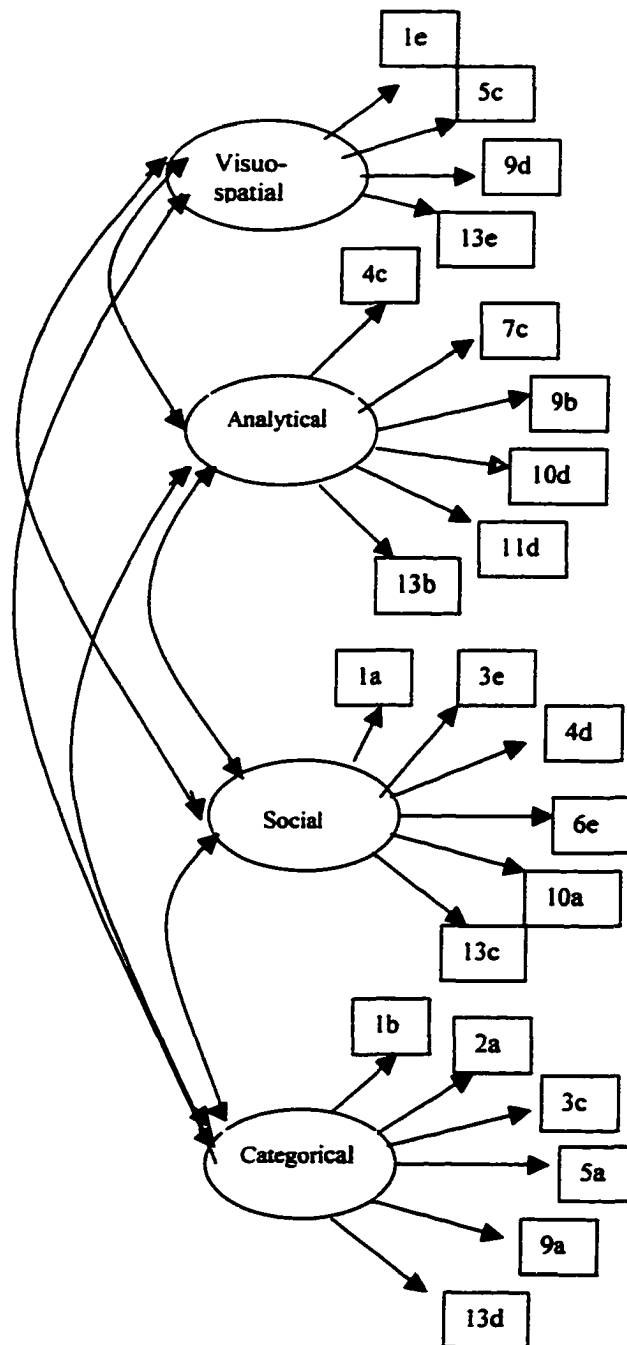 1e
5c
Visuo-
spatial
9d
13e
4c
7c
Analytical
9b
10d
11d
13b
1a
3e
4d
Social
6e
10a
13c
1b
2a
3c
Categorical
5a
9a
13d